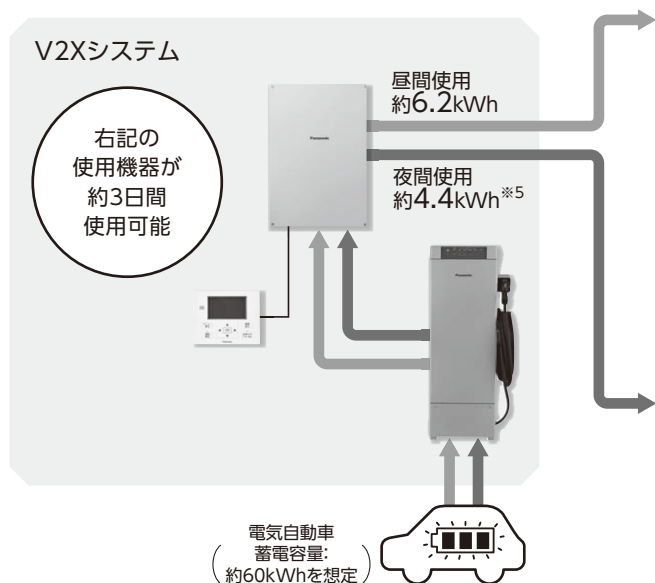 V2Xシステム
右記の
使用機器が
約3日間
使用可能
昼間使用
約6.2kWh
夜間使用
約4.4kWh※5
Panasonic
Panasonic
電気自動車
蓄電容量:
約60kWhを想定